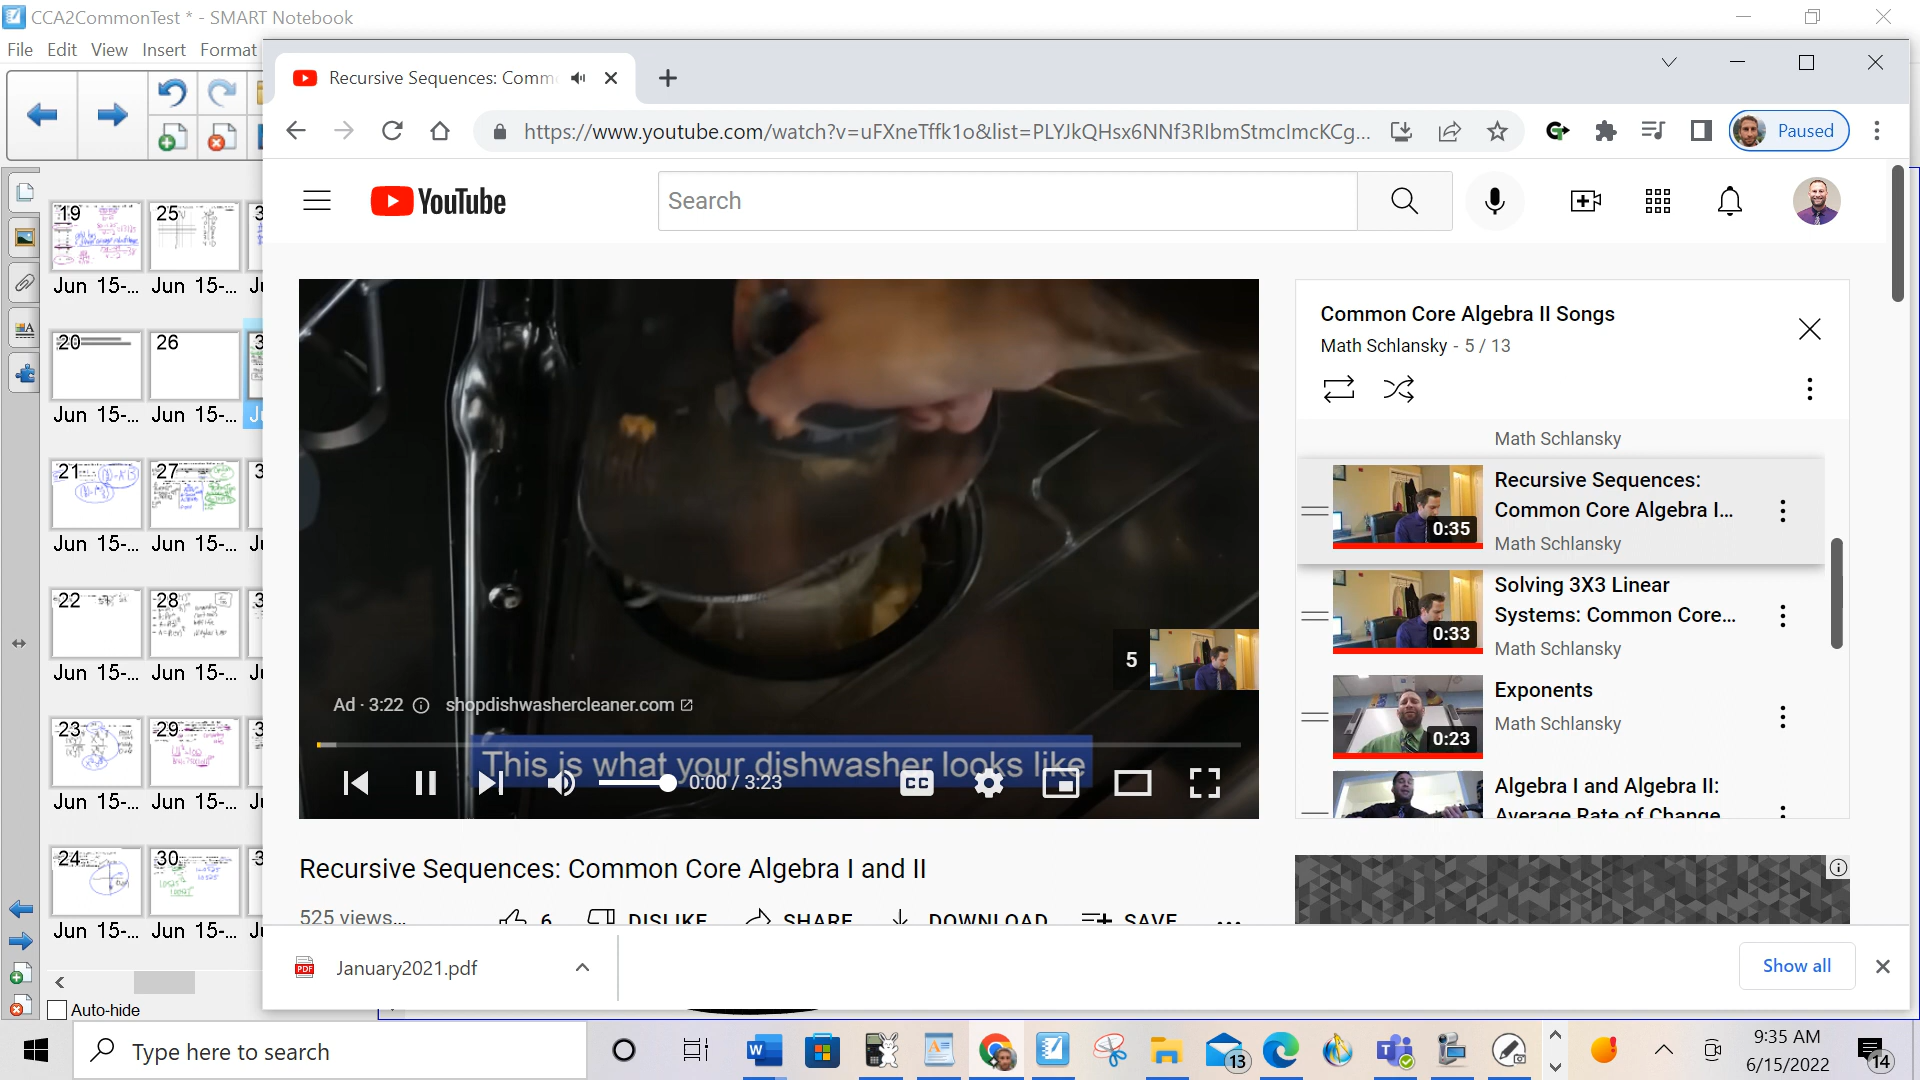 CCA2CommonTest * - SMART Notebook
File Edit View Insert Format
Recursive Sequences: Comm
https://www.youtube.com/watch?v=uFXneTffk1o&list=PLYJkQHsx6NNf3RIbmStmcImcKCg...
Paused
YouTube
Search
19
25
Jun 15-... Jun 15-...
20
26
Jun 15-... Jun 15-...
21
27
Jun 15-... Jun 15-...
22
28
Jun 15-... Jun 15-...
23
29
Jun 15-... Jun 15-...
24
30
Jun 15-... Jun 15-...
Auto-hide
5
Ad · 3:22 shopdishwashercleaner.com
This is what your dishwasher looks like
0:00 / 3:23
CC
Recursive Sequences: Common Core Algebra I and II
525 views...
6 DISLIKE SHARE DOWNLOAD SAVE ...
Common Core Algebra II Songs
Math Schlansky - 5 / 13
Math Schlansky
Recursive Sequences:
Common Core Algebra I...
0:35
Math Schlansky
Solving 3X3 Linear
Systems: Common Core...
0:33
Math Schlansky
Exponents
Math Schlansky
0:23
Algebra I and Algebra II:
Average Rate of Change
PDF
January2021.pdf
Show all
Type here to search
13
9:35 AM
6/15/2022
14